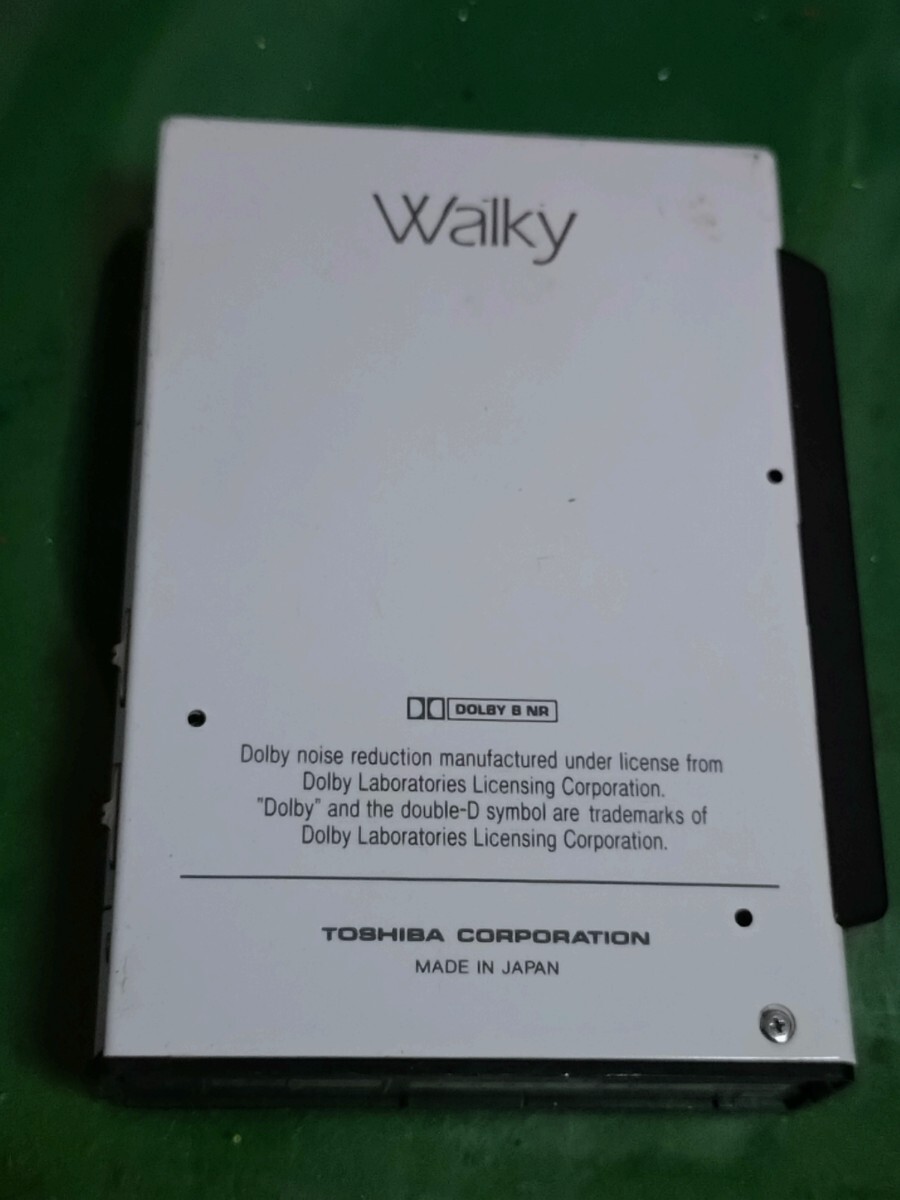 Walky
DOLBY B NR
Dolby noise reduction manufactured under license from
Dolby Laboratories Licensing Corporation.
"Dolby" and the double-D symbol are trademarks of
Dolby Laboratories Licensing Corporation.
TOSHIBA CORPORATION
MADE IN JAPAN